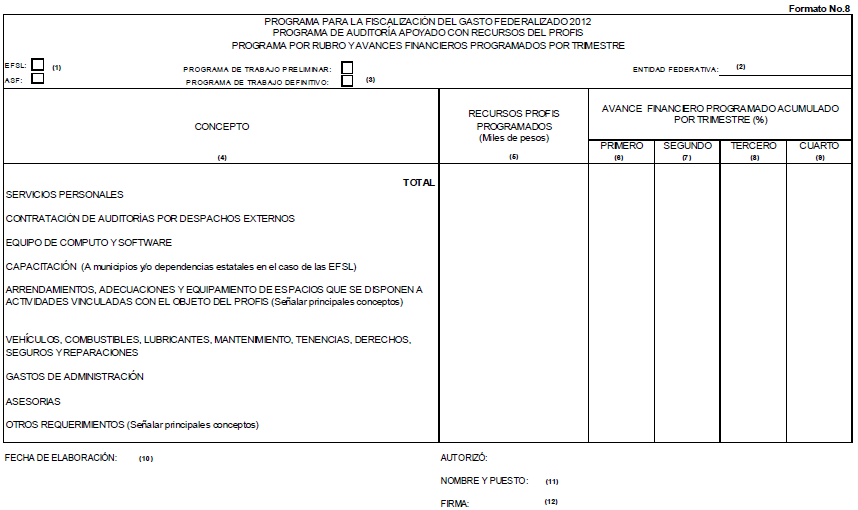 Formato No.8
PROGRAMA PARA LA FISCALIZACIÓN DEL GASTO FEDERALIZADO 2012
PROGRAMA DE AUDITORÍA APOYADO CON RECURSOS DEL PROFIS
PROGRAMA POR RUBRO Y AVANCES FINANCIEROS PROGRAMADOS POR TRIMESTRE
EFSL: (1) PROGRAMA DE TRABAJO PRELIMINAR: ENTIDAD FEDERATIVA: (2)
ASF: PROGRAMA DE TRABAJO DEFINITIVO: (3)
CONCEPTO
(4)
RECURSOS PROFIS
PROGRAMADOS
(Miles de pesos)
(5)
AVANCE FINANCIERO PROGRAMADO ACUMULADO
POR TRIMESTRE (%)
PRIMERO SEGUNDO TERCERO CUARTO
(6) (7) (8) (9)
TOTAL
SERVICIOS PERSONALES
CONTRATACIÓN DE AUDITORÍAS POR DESPACHOS EXTERNOS
EQUIPO DE COMPUTO Y SOFTWARE
CAPACITACIÓN (A municipios y/o dependencias estatales en el caso de las EFSL)
ARRENDAMIENTOS, ADECUACIONES Y EQUIPAMIENTO DE ESPACIOS QUE SE DISPONEN A
ACTIVIDADES VINCULADAS CON EL OBJETO DEL PROFIS (Señalar principales conceptos)
VEHÍCULOS, COMBUSTIBLES, LUBRICANTES, MANTENIMIENTO, TENENCIAS, DERECHOS,
SEGUROS Y REPARACIONES
GASTOS DE ADMINISTRACIÓN
ASESORIAS
OTROS REQUERIMIENTOS (Señalar principales conceptos)
FECHA DE ELABORACIÓN: (10) AUTORIZÓ:
NOMBRE Y PUESTO: (11)
FIRMA: (12)